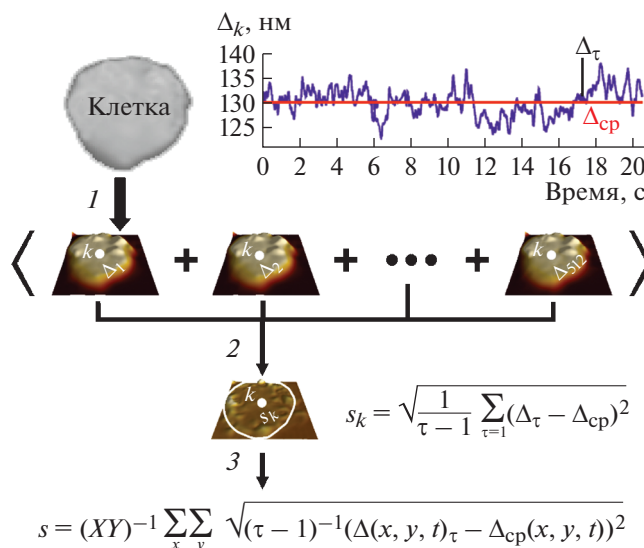 Δk, нм
Δτ
135
130
125
Δср
0 2 4 6 8 10 12 14 16 18 20
Время, с
Клетка
1
⟨ k Δ1 + k Δ2 + ••• + k Δ512 ⟩
2
k sk
sk = √(1/(τ − 1) ∑τ=1 (Δτ − Δср)²)
3
s = (XY)⁻¹ ∑x ∑y √((τ − 1)⁻¹(Δ(x, y, t)τ − Δср(x, y, t))²)